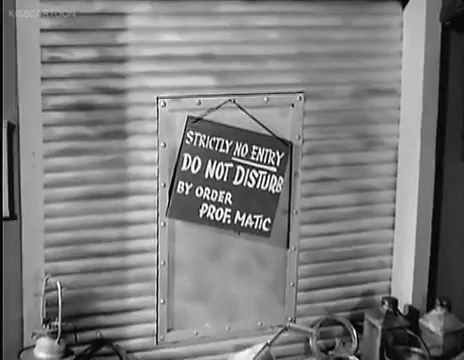 KISSCARTOON
STRICTLY NO ENTRY
DO NOT DISTURB
BY ORDER
PROF. MATIC